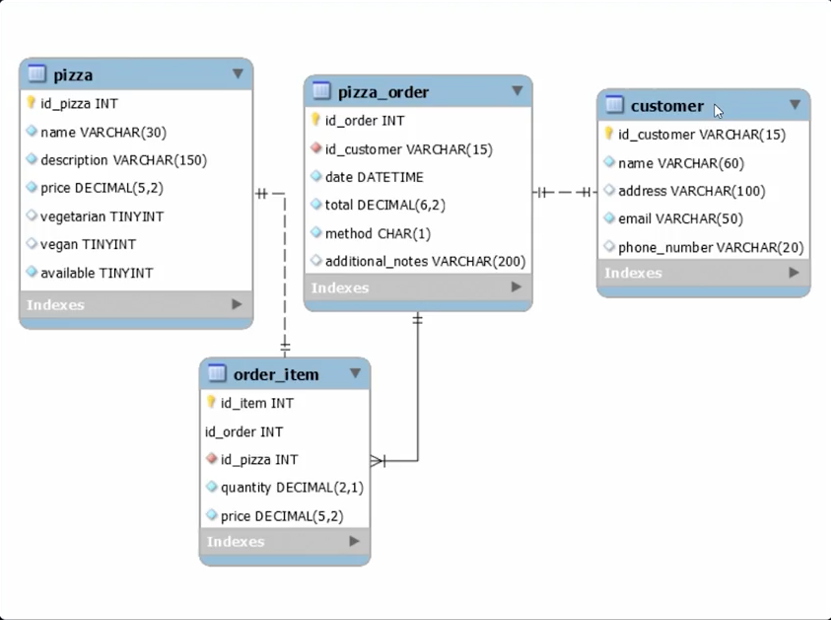 pizza
id_pizza INT
name VARCHAR(30)
description VARCHAR(150)
price DECIMAL(5,2)
vegetarian TINYINT
vegan TINYINT
available TINYINT
Indexes
pizza_order
id_order INT
id_customer VARCHAR(15)
date DATETIME
total DECIMAL(6,2)
method CHAR(1)
additional_notes VARCHAR(200)
Indexes
customer
id_customer VARCHAR(15)
name VARCHAR(60)
address VARCHAR(100)
email VARCHAR(50)
phone_number VARCHAR(20)
Indexes
order_item
id_item INT
id_order INT
id_pizza INT
quantity DECIMAL(2,1)
price DECIMAL(5,2)
Indexes